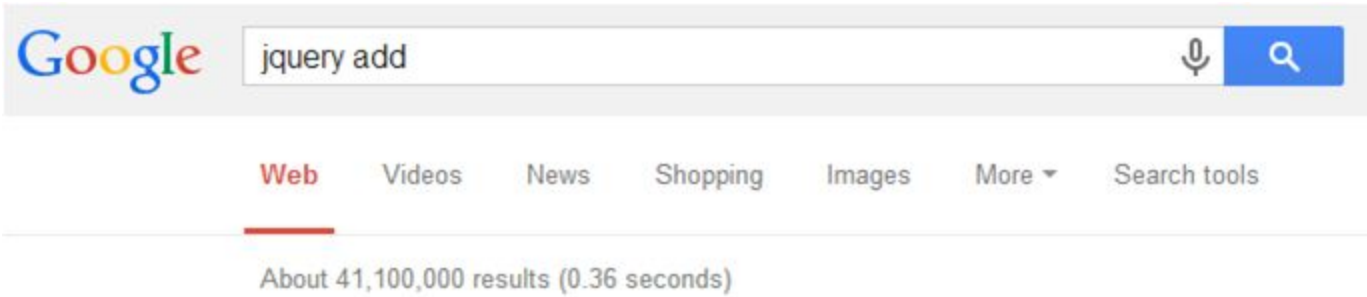 Google jquery add
Web Videos News Shopping Images More Search tools
About 41,100,000 results (0.36 seconds)